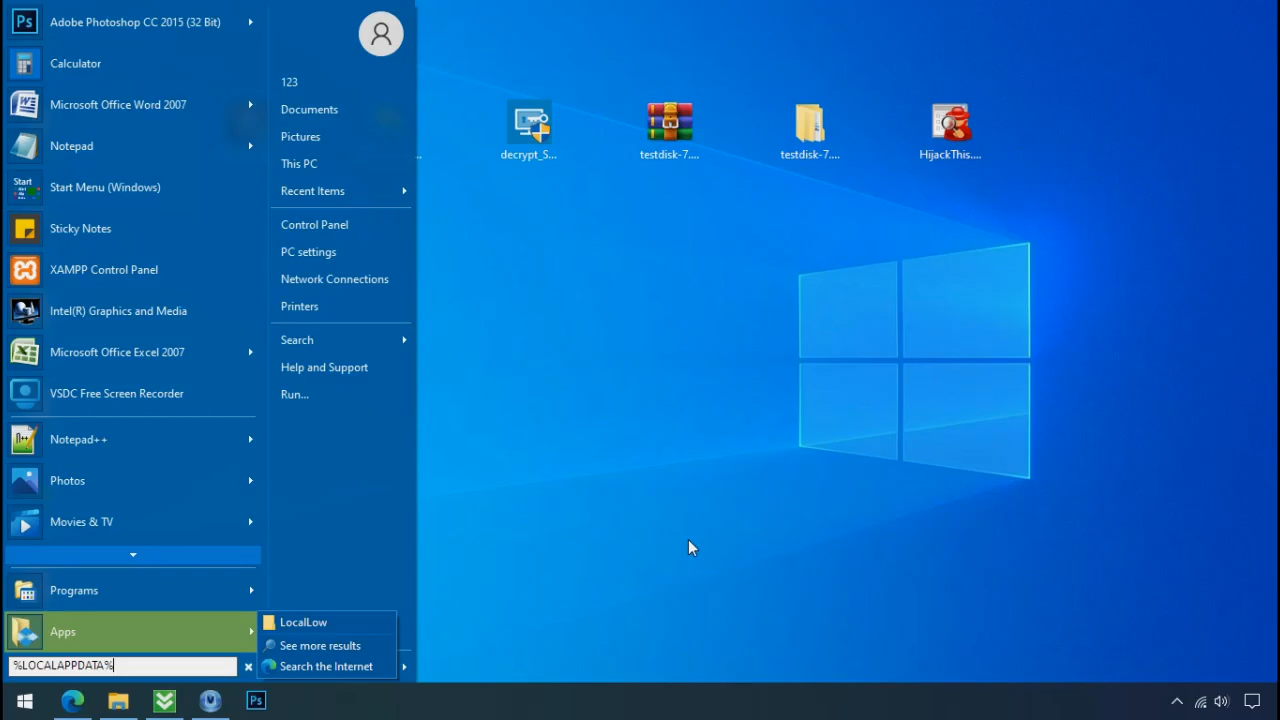 Adobe Photoshop CC 2015 (32 Bit)
Calculator
Microsoft Office Word 2007
Notepad
Start Menu (Windows)
Sticky Notes
XAMPP Control Panel
Intel(R) Graphics and Media
Microsoft Office Excel 2007
VSDC Free Screen Recorder
Notepad++
Photos
Movies & TV
Programs
Apps
%LOCALAPPDATA%
123
Documents
Pictures
This PC
Recent Items
Control Panel
PC settings
Network Connections
Printers
Search
Help and Support
Run...
LocalLow
See more results
Search the Internet
decrypt_S...
testdisk-7....
testdisk-7....
HijackThis....
Ps
Start
Ps